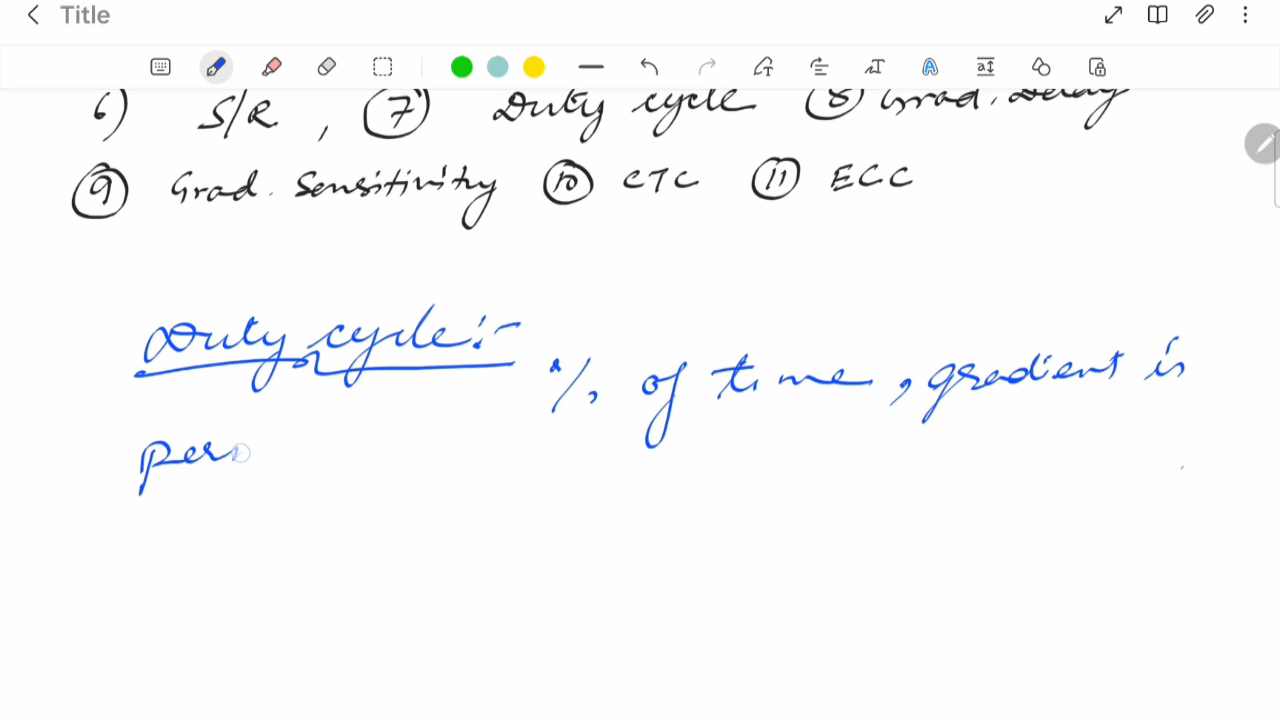 Title
6) S/R , (7) Duty cycle (8) Grad. Delay
(9) Grad. Sensitivity (10) CTC (11) ECC
Duty cycle:- % of time, gradient is
per